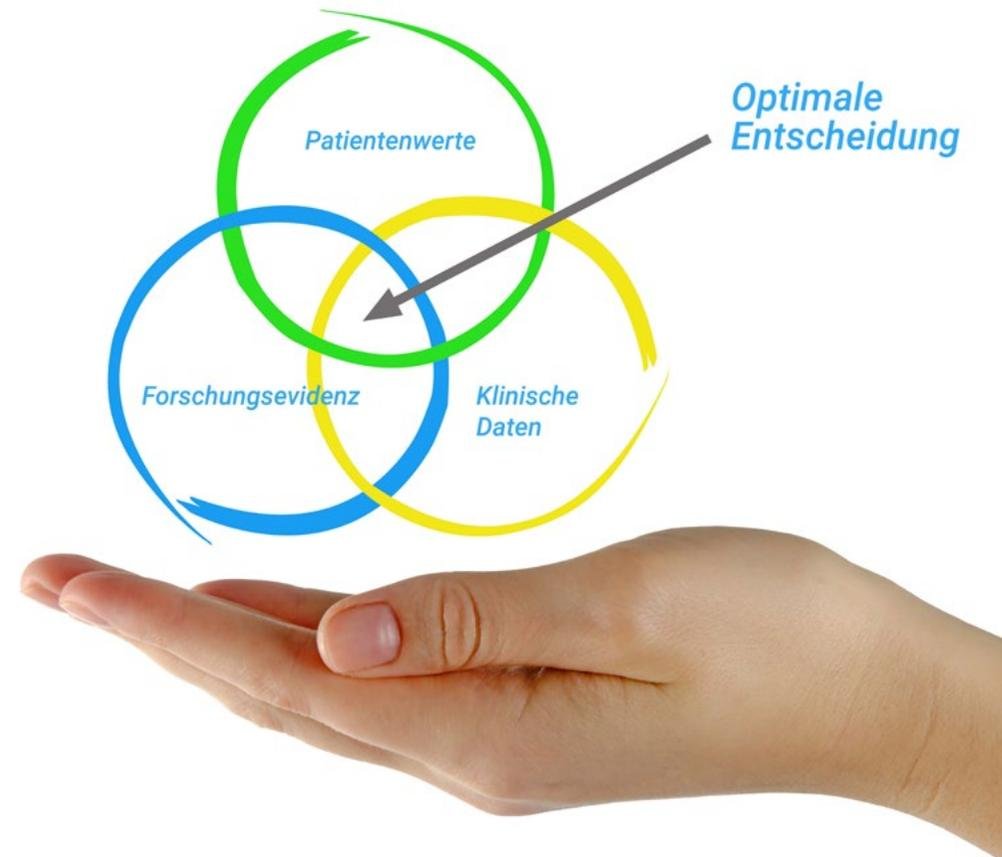 Patientenwerte
Optimale
Entscheidung
Forschungsevidenz
Klinische
Daten